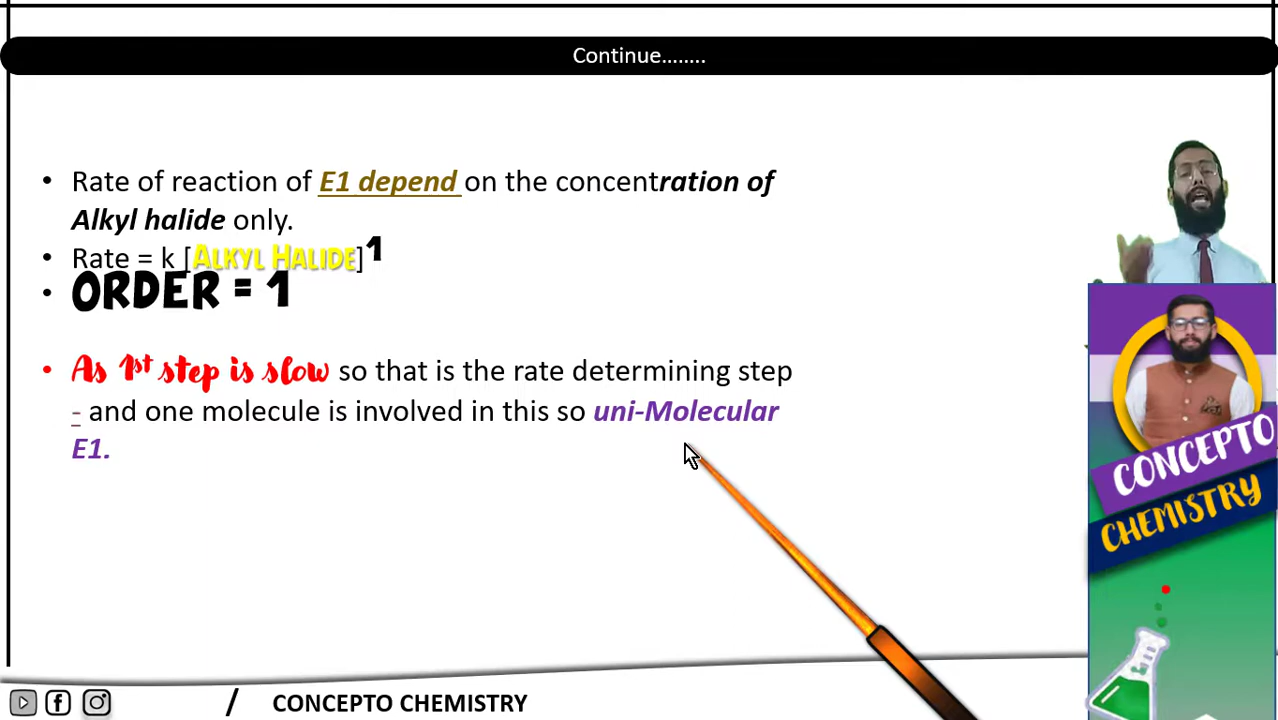 Continue……..
• Rate of reaction of E1 depend on the concentration of
Alkyl halide only.
• Rate = k [Alkyl Halide]¹
• ORDER = 1
• As 1st step is slow so that is the rate determining step
- and one molecule is involved in this so uni-Molecular
E1.
CONCEPTO
CHEMISTRY
/ CONCEPTO CHEMISTRY